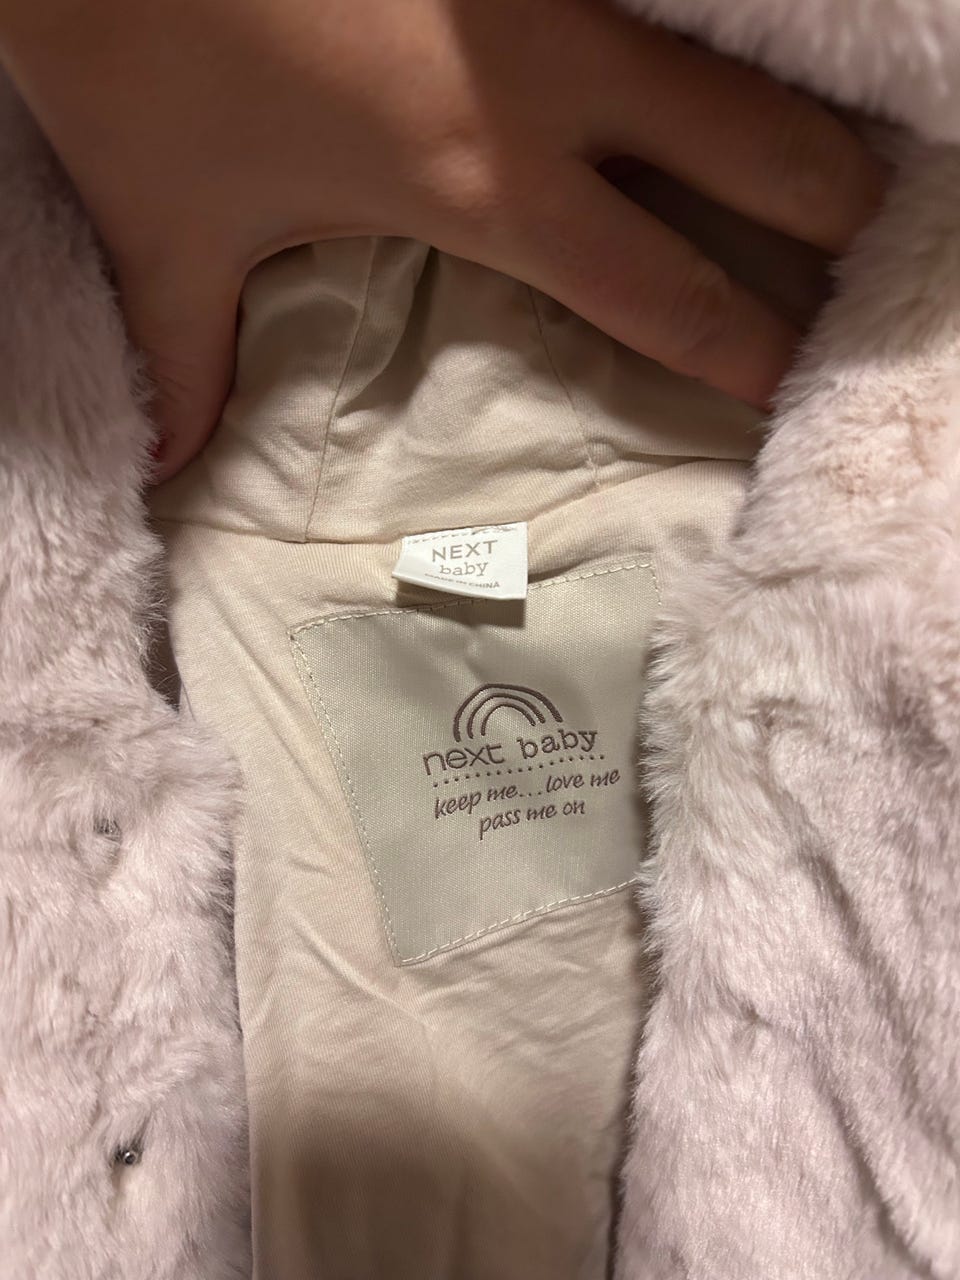 NEXT
baby
MADE IN CHINA
next baby
keep me...love me
pass me on